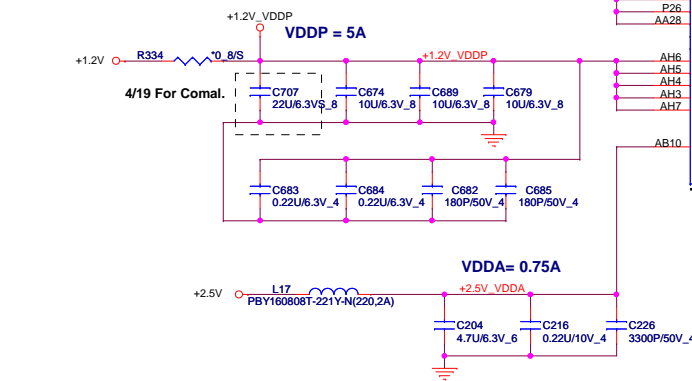 P26
AA28
+1.2V_VDDP
VDDP = 5A
+1.2V
R334
*0_8/S
+1.2V_VDDP
AH6
AH5
AH4
AH3
AH7
4/19 For Comal.
C707
22U/6.3VS_8
C674
10U/6.3V_8
C689
10U/6.3V_8
C679
10U/6.3V_8
AB10
C683
0.22U/6.3V_4
C684
0.22U/6.3V_4
C682
180P/50V_4
C685
180P/50V_4
VDDA= 0.75A
+2.5V
L17
PBY160808T-221Y-N(220,2A)
+2.5V_VDDA
C204
4.7U/6.3V_6
C216
0.22U/10V_4
C226
3300P/50V_4